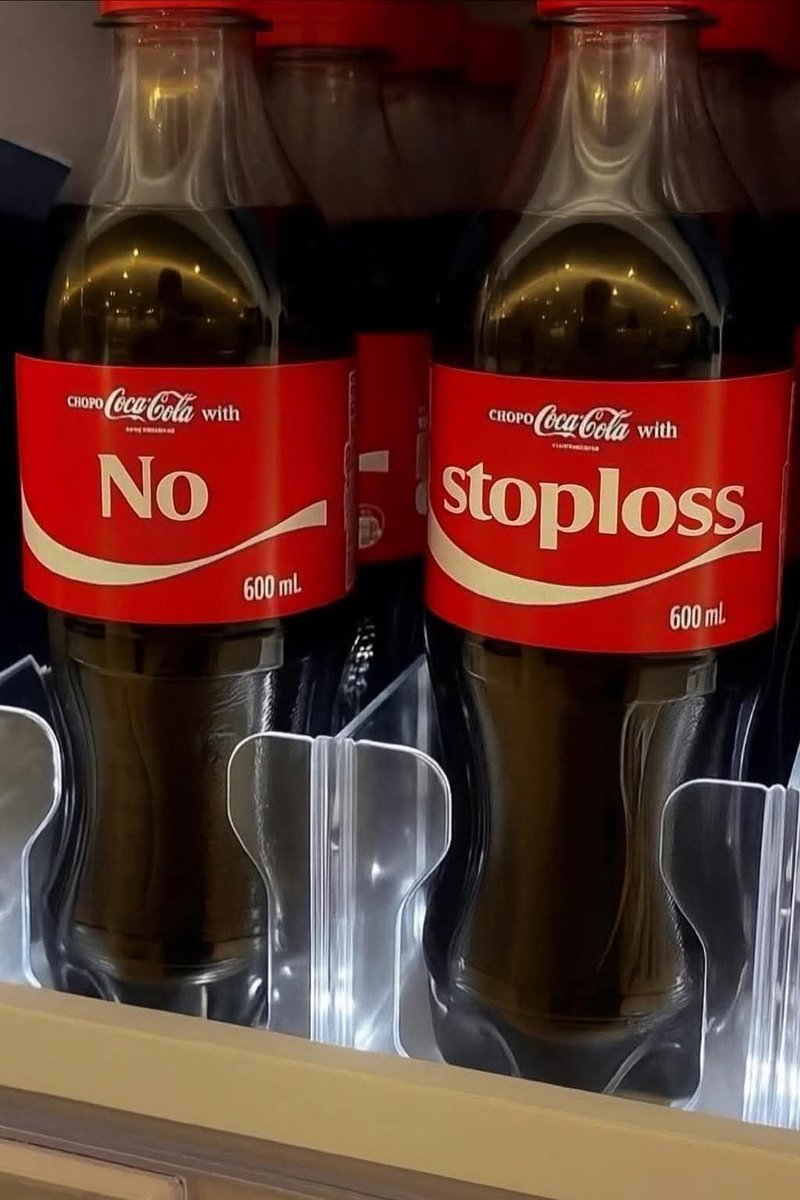 CHOPO Coca-Cola with
No
600 mL
CHOPO Coca-Cola with
stoploss
600 mL